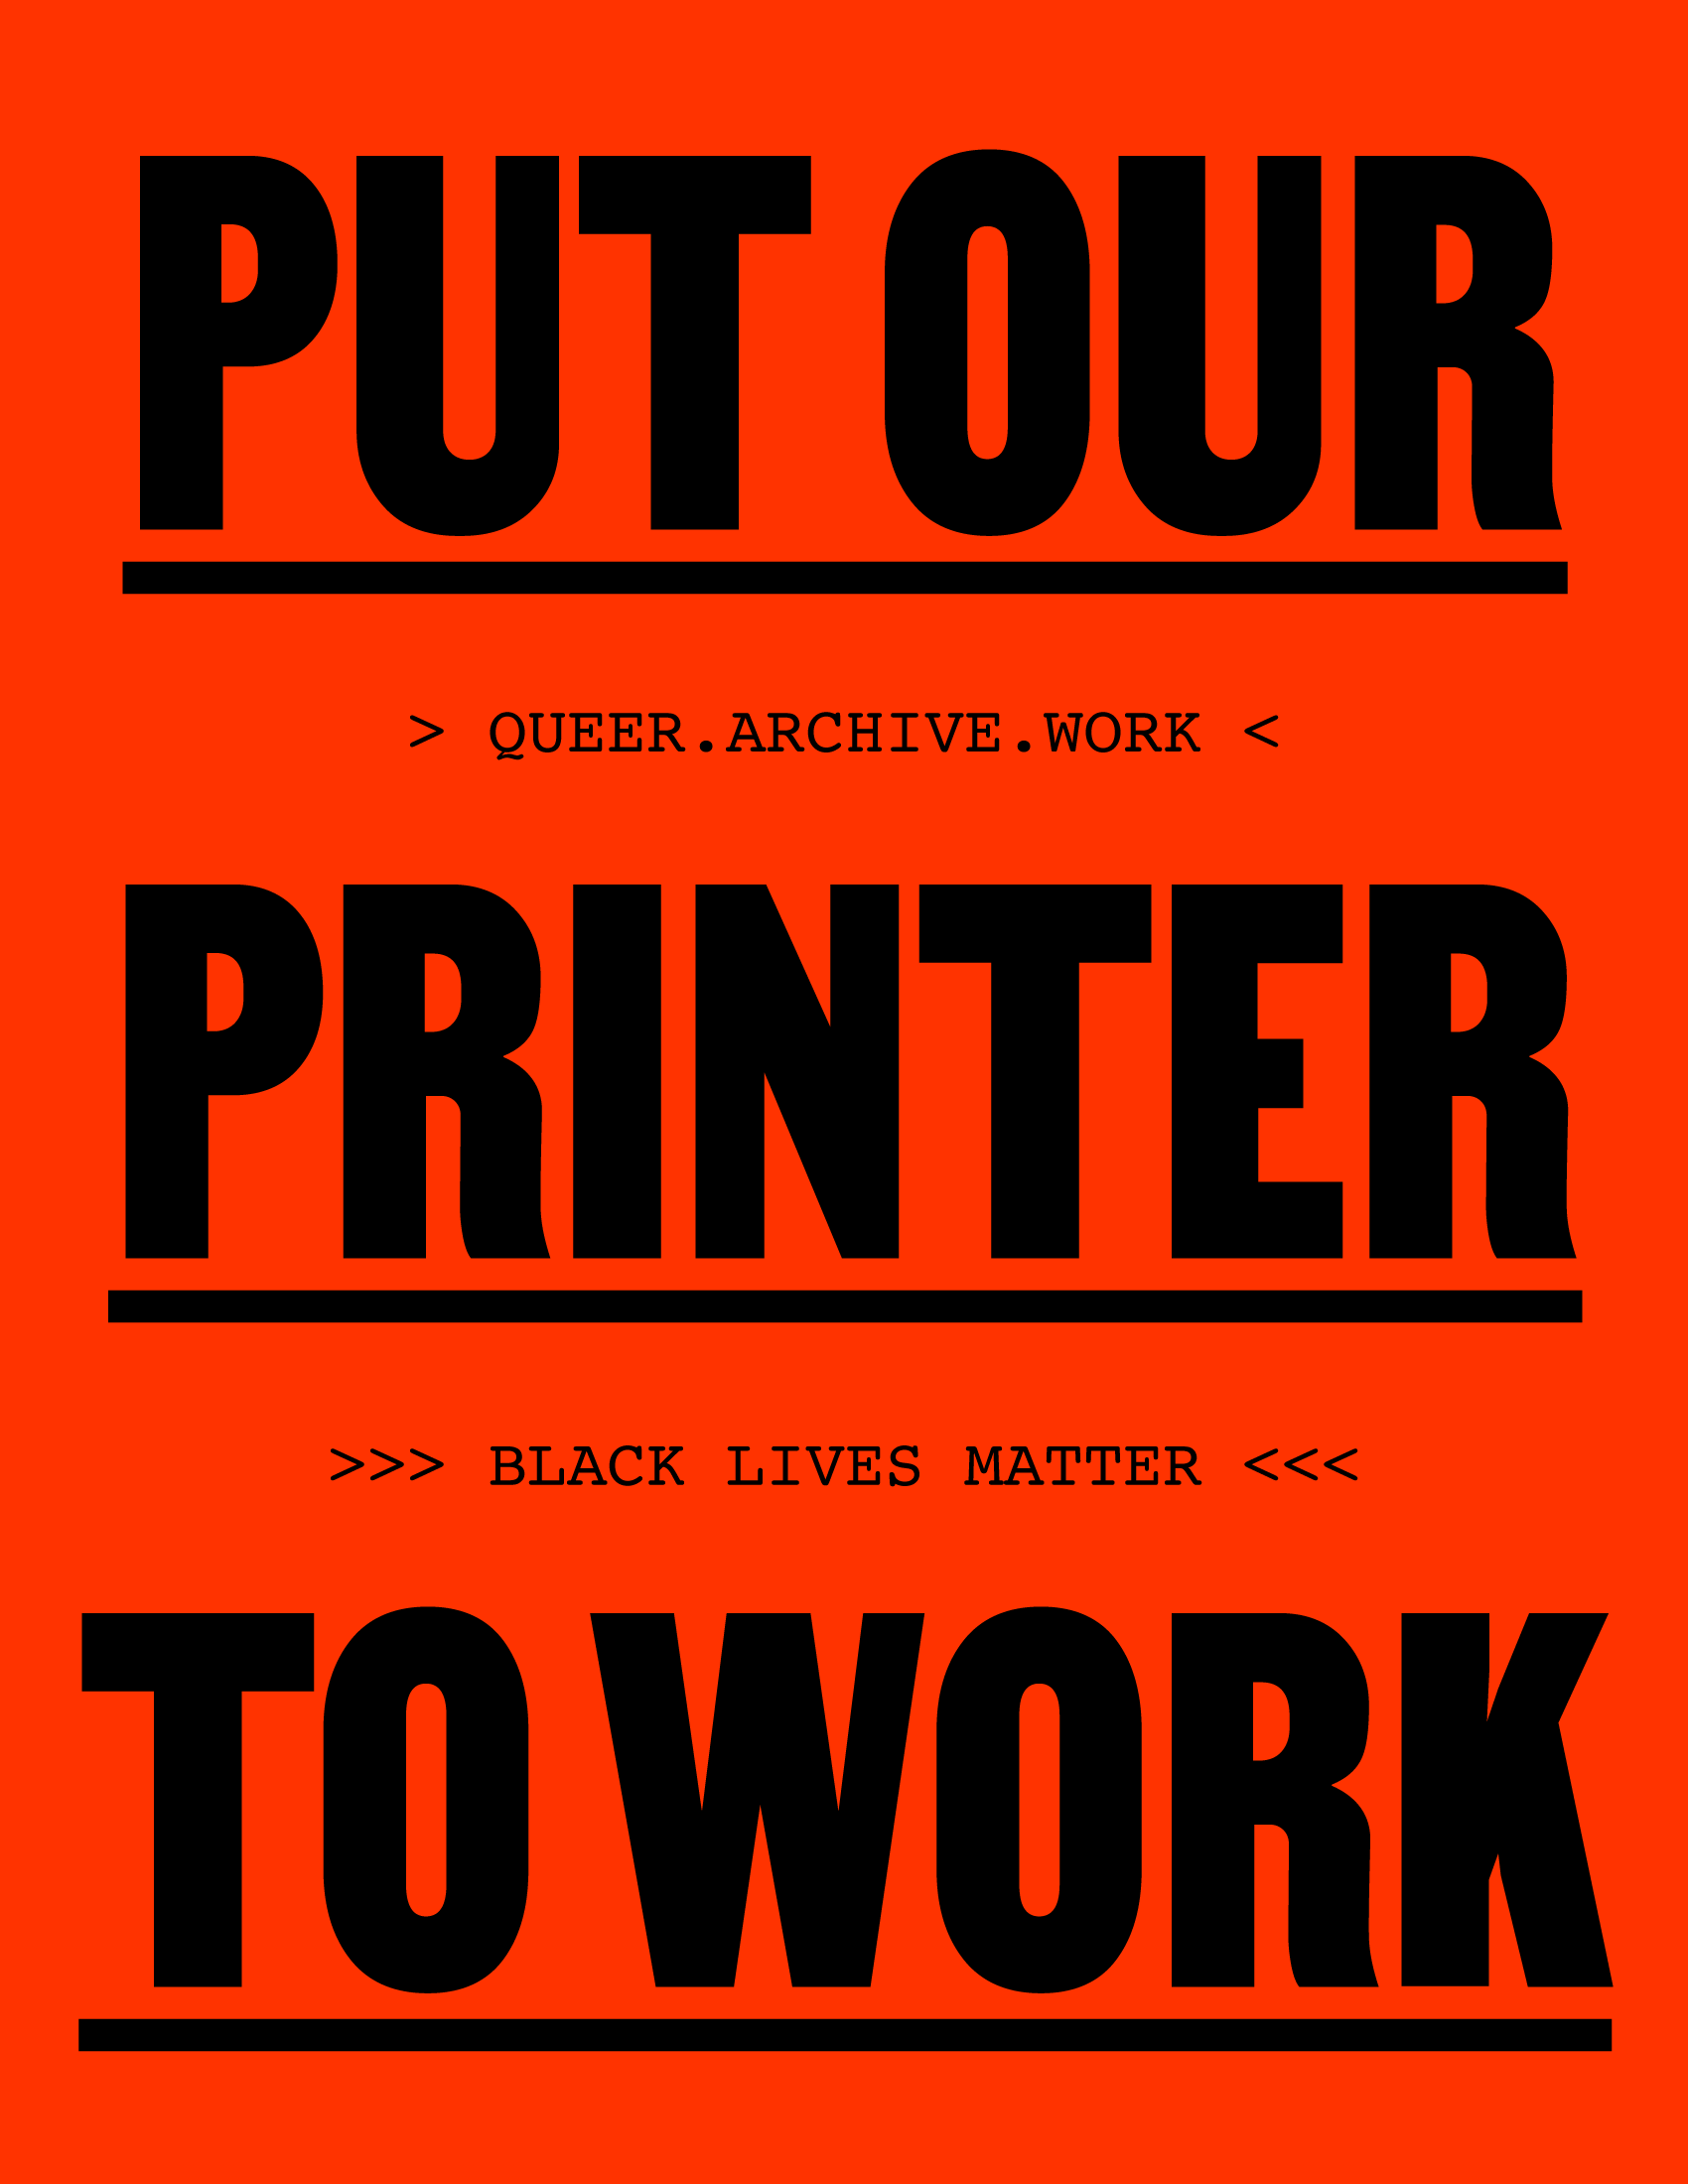 PUT OUR
> QUEER.ARCHIVE.WORK <
PRINTER
>>> BLACK LIVES MATTER <<<
TO WORK